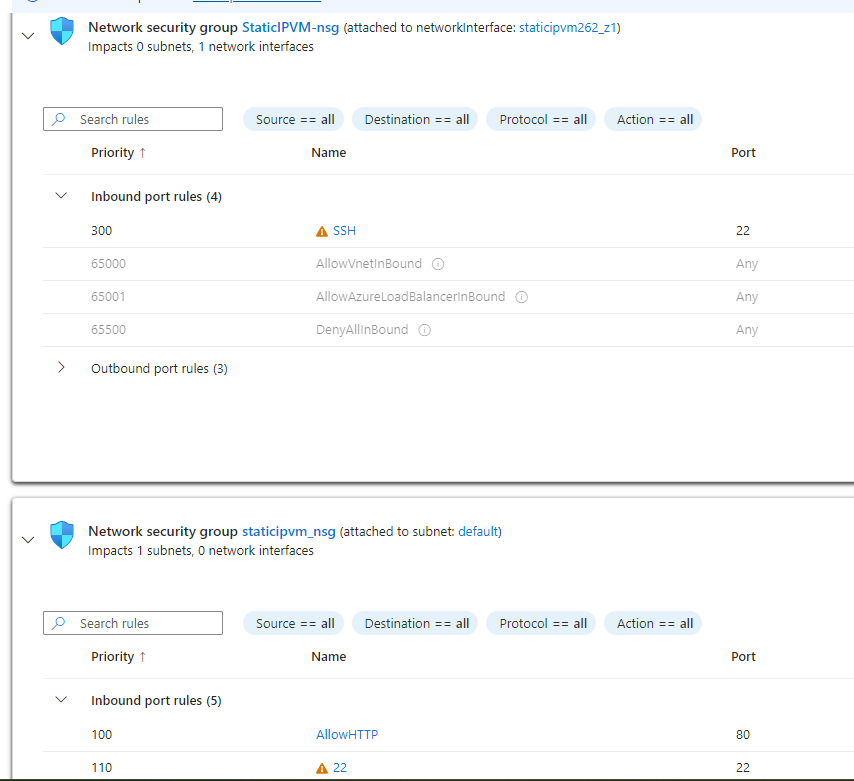 Network security group StaticIPVM-nsg (attached to networkInterface: staticipvm262_z1)
Impacts 0 subnets, 1 network interfaces
Search rules
Source == all
Destination == all
Protocol == all
Action == all
Priority ↑
Name
Port
Inbound port rules (4)
300 SSH 22
65000 AllowVnetInBound Any
65001 AllowAzureLoadBalancerInBound Any
65500 DenyAllInBound Any
Outbound port rules (3)
Network security group staticipvm_nsg (attached to subnet: default)
Impacts 1 subnets, 0 network interfaces
Search rules
Source == all
Destination == all
Protocol == all
Action == all
Priority ↑
Name
Port
Inbound port rules (5)
100 AllowHTTP 80
110 22 22